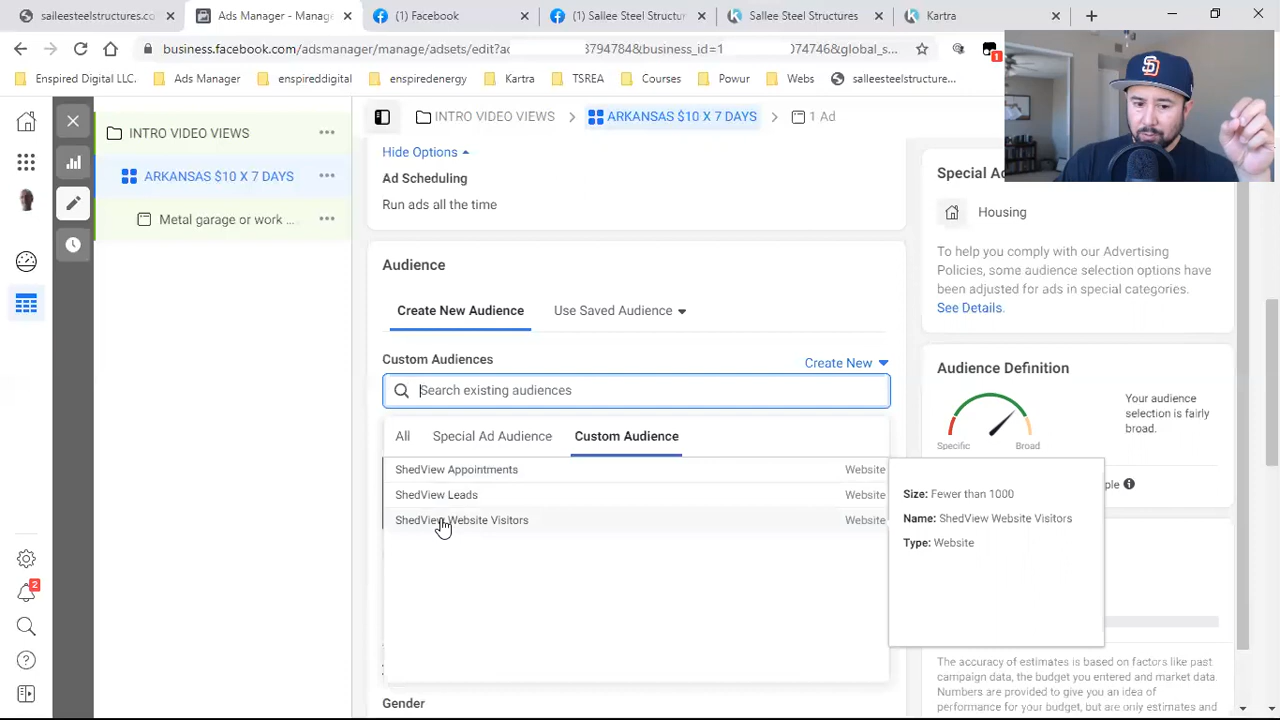 salleesteelstructures.co
Ads Manager - Manage
(1) Facebook
(1) Sallee Steel Structur
Sallee Steel Structures
Kartra
business.facebook.com/adsmanager/manage/adsets/edit?ac
3794784&business_id=1
074746&global_s...
1
Enspired Digital LLC.
Ads Manager
enspireddigital
enspiredenergy
Kartra
TSREA
Courses
Powur
Webs
salleesteelstructure...
SD
INTRO VIDEO VIEWS
ARKANSAS $10 X 7 DAYS
Metal garage or work ...
INTRO VIDEO VIEWS
ARKANSAS $10 X 7 DAYS
1 Ad
Hide Options
Ad Scheduling
Run ads all the time
Audience
Create New Audience
Use Saved Audience
Custom Audiences
Create New
Search existing audiences
All
Special Ad Audience
Custom Audience
ShedView Appointments
Website
ShedView Leads
Website
ShedView Website Visitors
Website
Size: Fewer than 1000
Name: ShedView Website Visitors
Type: Website
Gender
Special Ad
Housing
To help you comply with our Advertising
Policies, some audience selection options have
been adjusted for ads in special categories.
See Details.
Audience Definition
Your audience
selection is fairly
broad.
Specific
Broad
ple
The accuracy of estimates is based on factors like past
campaign data, the budget you entered and market data.
Numbers are provided to give you an idea of
performance for your budget, but are only estimates and
2